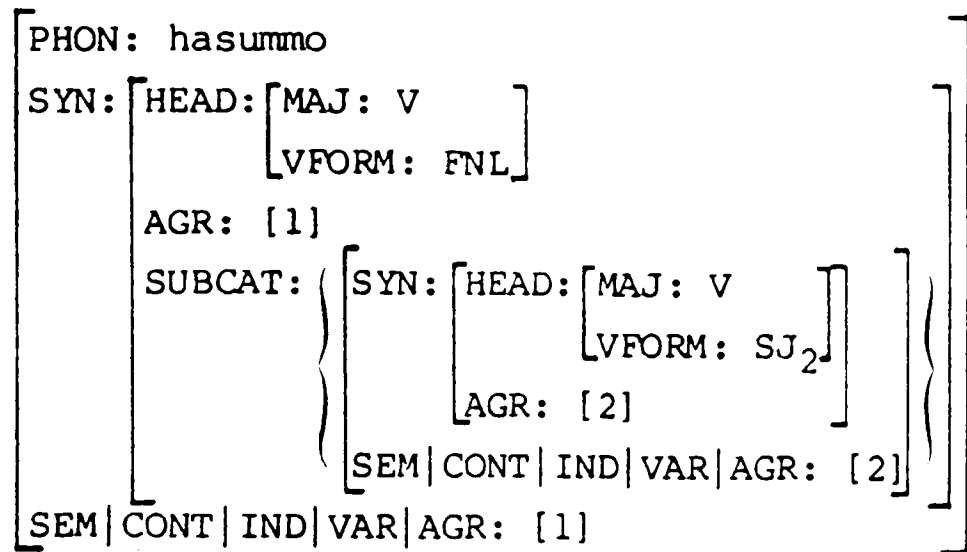 PHON: hasummo
SYN: HEAD: MAJ: V
VFORM: FNL
AGR: [1]
SUBCAT: SYN: HEAD: MAJ: V
VFORM: SJ2
AGR: [2]
SEM|CONT|IND|VAR|AGR: [2]
SEM|CONT|IND|VAR|AGR: [1]